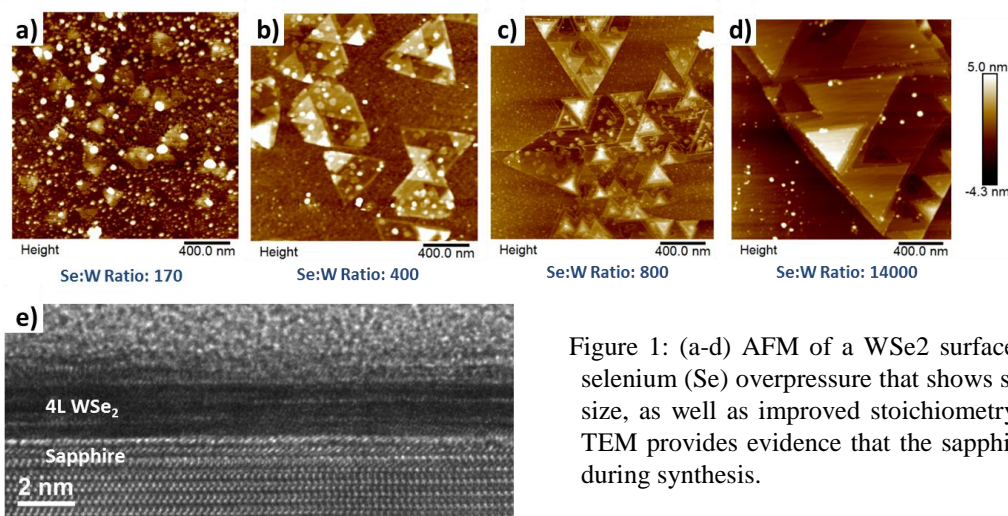 a)
b)
c)
d)
5.0 nm
-4.3 nm
Height
400.0 nm
Height
400.0 nm
Height
400.0 nm
Height
400.0 nm
Se:W Ratio: 170
Se:W Ratio: 400
Se:W Ratio: 800
Se:W Ratio: 14000
e)
4L WSe₂
Sapphire
2 nm
Figure 1: (a-d) AFM of a WSe2 surface
selenium (Se) overpressure that shows s
size, as well as improved stoichiometry
TEM provides evidence that the sapphi
during synthesis.